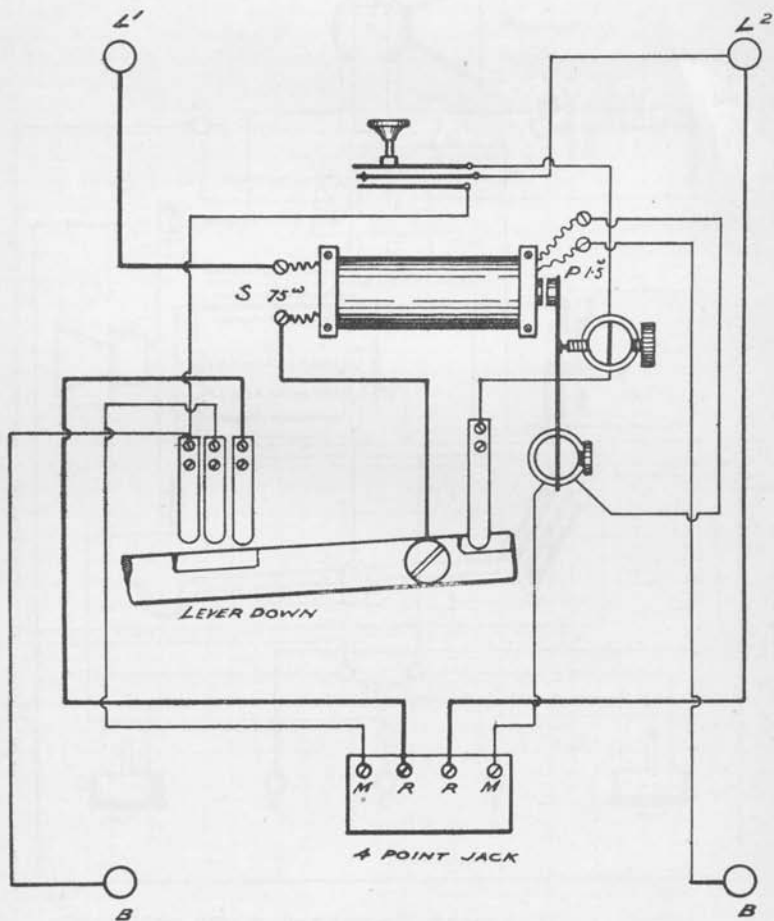 L¹ L²
S 75ω P 1.5ω
LEVER DOWN
M R R M
4 POINT JACK
B B